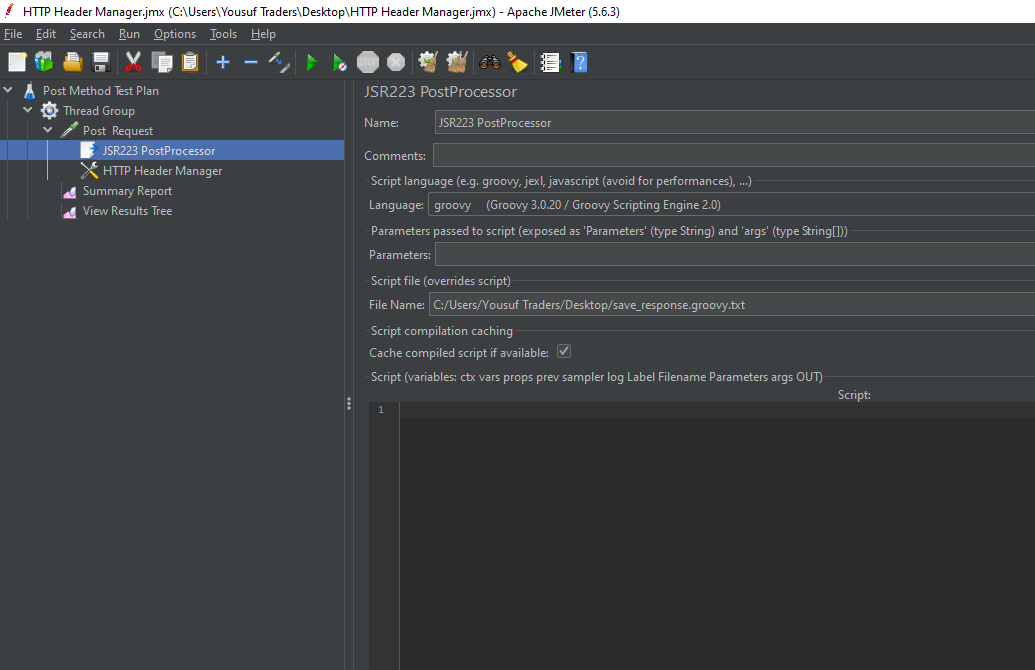 HTTP Header Manager.jmx (C:\Users\Yousuf Traders\Desktop\HTTP Header Manager.jmx) - Apache JMeter (5.6.3)
File Edit Search Run Options Tools Help
STOP
Post Method Test Plan
Thread Group
Post Request
JSR223 PostProcessor
HTTP Header Manager
Summary Report
View Results Tree
JSR223 PostProcessor
Name: JSR223 PostProcessor
Comments:
Script language (e.g. groovy, jexl, javascript (avoid for performances), ...)
Language: groovy (Groovy 3.0.20 / Groovy Scripting Engine 2.0)
Parameters passed to script (exposed as 'Parameters' (type String) and 'args' (type String[]))
Parameters:
Script file (overrides script)
File Name: C:/Users/Yousuf Traders/Desktop/save_response.groovy.txt
Script compilation caching
Cache compiled script if available:
Script (variables: ctx vars props prev sampler log Label Filename Parameters args OUT)
Script:
1